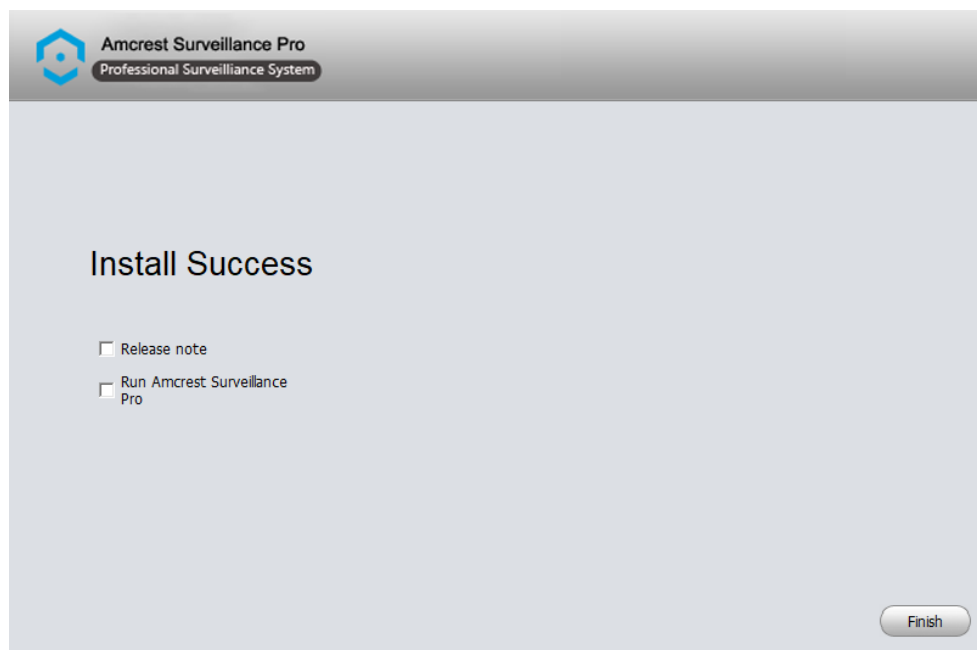 Amcrest Surveillance Pro
Professional Surveilliance System
Install Success
Release note
Run Amcrest Surveillance
Pro
Finish